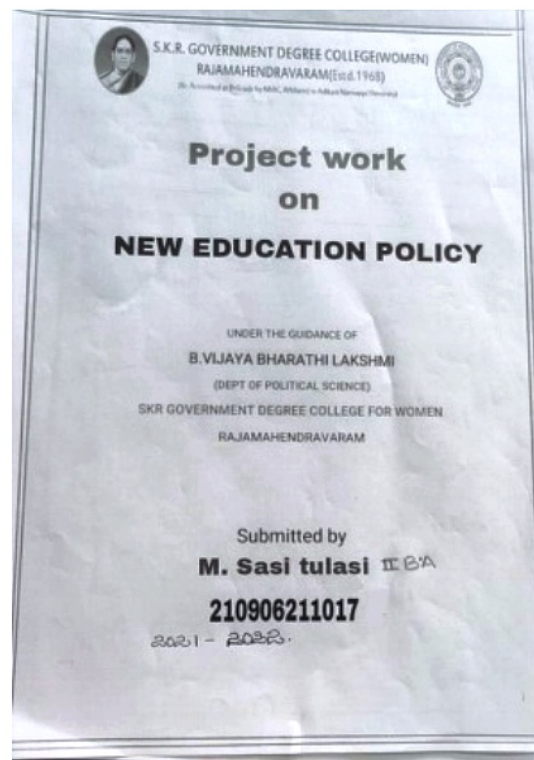 S.K.R. GOVERNMENT DEGREE COLLEGE(WOMEN)
RAJAMAHENDRAVARAM(Estd.1968)
Project work
on
NEW EDUCATION POLICY
UNDER THE GUIDANCE OF
B.VIJAYA BHARATHI LAKSHMI
(DEPT OF POLITICAL SCIENCE)
SKR GOVERNMENT DEGREE COLLEGE FOR WOMEN
RAJAMAHENDRAVARAM
Submitted by
M. Sasi tulasi II B.A
210906211017
2021 - 2022.